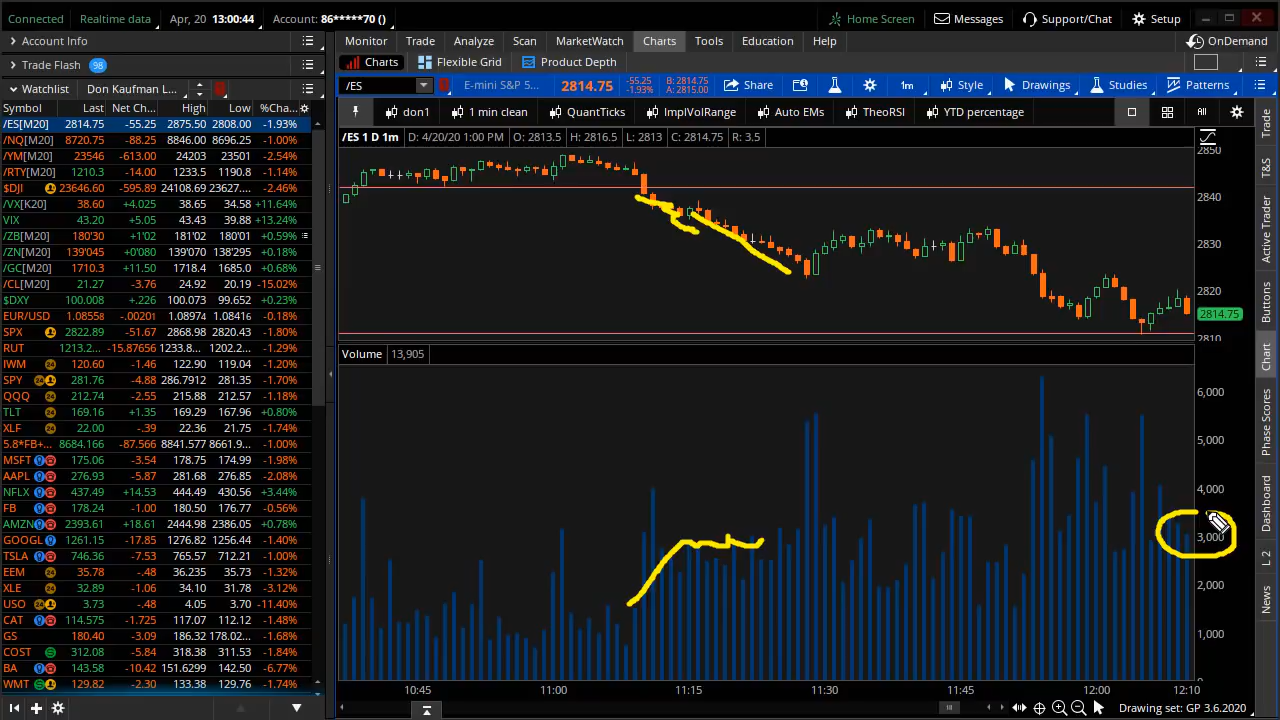 Connected Realtime data Apr, 20 13:00:44 Account: 86*****70 () Home Screen Messages Support/Chat Setup
Account Info
Trade Flash 98
Watchlist Don Kaufman L...
Symbol Last Net Ch... High Low %Cha...
/ES[M20] 2814.75 -55.25 2875.50 2808.00 -1.93%
/NQ[M20] 8720.75 -88.25 8846.00 8696.25 -1.00%
/YM[M20] 23546 -613.00 24203 23501 -2.54%
/RTY[M20] 1210.3 -14.00 1233.5 1190.8 -1.14%
$DJI 23646.60 -595.89 24108.69 23627.... -2.46%
/VX[K20] 38.60 +4.025 38.65 34.58 +11.64%
VIX 43.20 +5.05 43.43 39.88 +13.24%
/ZB[M20] 180'30 +1'02 181'02 180'01 +0.59%
/ZN[M20] 139'045 +0'080 139'070 138'295 +0.18%
/GC[M20] 1710.3 +11.50 1718.4 1685.0 +0.68%
/CL[M20] 21.27 -3.76 24.92 20.19 -15.02%
$DXY 100.008 +.226 100.073 99.652 +0.23%
EUR/USD 1.08558 -.00201 1.08974 1.08416 -0.18%
SPX 2822.89 -51.67 2868.98 2820.43 -1.80%
RUT 1213.2... -15.87656 1233.8... 1202.2... -1.29%
IWM 120.60 -1.46 122.90 119.04 -1.20%
SPY 281.76 -4.88 286.7912 281.35 -1.70%
QQQ 212.74 -2.55 215.88 212.57 -1.18%
TLT 169.16 +1.35 169.29 167.96 +0.80%
XLF 22.00 -.39 22.36 21.75 -1.74%
5.8*FB+... 8684.166 -87.566 8841.577 8661.9... -1.00%
MSFT 175.06 -3.54 178.75 174.99 -1.98%
AAPL 276.93 -5.87 281.68 276.85 -2.08%
NFLX 437.49 +14.53 444.49 430.56 +3.44%
FB 178.24 -1.00 180.50 176.77 -0.56%
AMZN 2393.61 +18.61 2444.98 2386.05 +0.78%
GOOGL 1261.15 -17.85 1276.82 1256.44 -1.40%
TSLA 746.36 -7.53 765.57 712.21 -1.00%
EEM 35.78 -.48 36.235 35.73 -1.32%
XLE 32.89 -1.06 34.10 31.78 -3.12%
USO 3.73 -.48 4.05 3.70 -11.40%
CAT 114.575 -1.725 117.07 112.12 -1.48%
GS 180.40 -3.09 186.32 178.02... -1.68%
COST 312.08 -5.84 318.38 311.53 -1.84%
BA 143.58 -10.42 151.6299 142.50 -6.77%
WMT 129.82 -2.30 133.38 129.76 -1.74%
Monitor Trade Analyze Scan MarketWatch Charts Tools Education Help
Charts Flexible Grid Product Depth OnDemand
/ES E-mini S&P 5... 2814.75 -55.25 -1.93% B: 2814.75 A: 2815.00 Share 1m Style Drawings Studies Patterns
don1 1 min clean QuantTicks ImplVolRange Auto EMs TheoRSI YTD percentage All
/ES 1 D 1m D: 4/20/20 1:00 PM O: 2813.5 H: 2816.5 L: 2813 C: 2814.75 R: 3.5
2850
2840
2830
2820
2814.75
2810
Volume 13,905
6,000
5,000
4,000
3,000
2,000
1,000
10:45 11:00 11:15 11:30 11:45 12:00 12:10
Drawing set: GP 3.6.2020
Trade
T&S
Active Trader
Buttons
Chart
Phase Scores
Dashboard
L 2
News